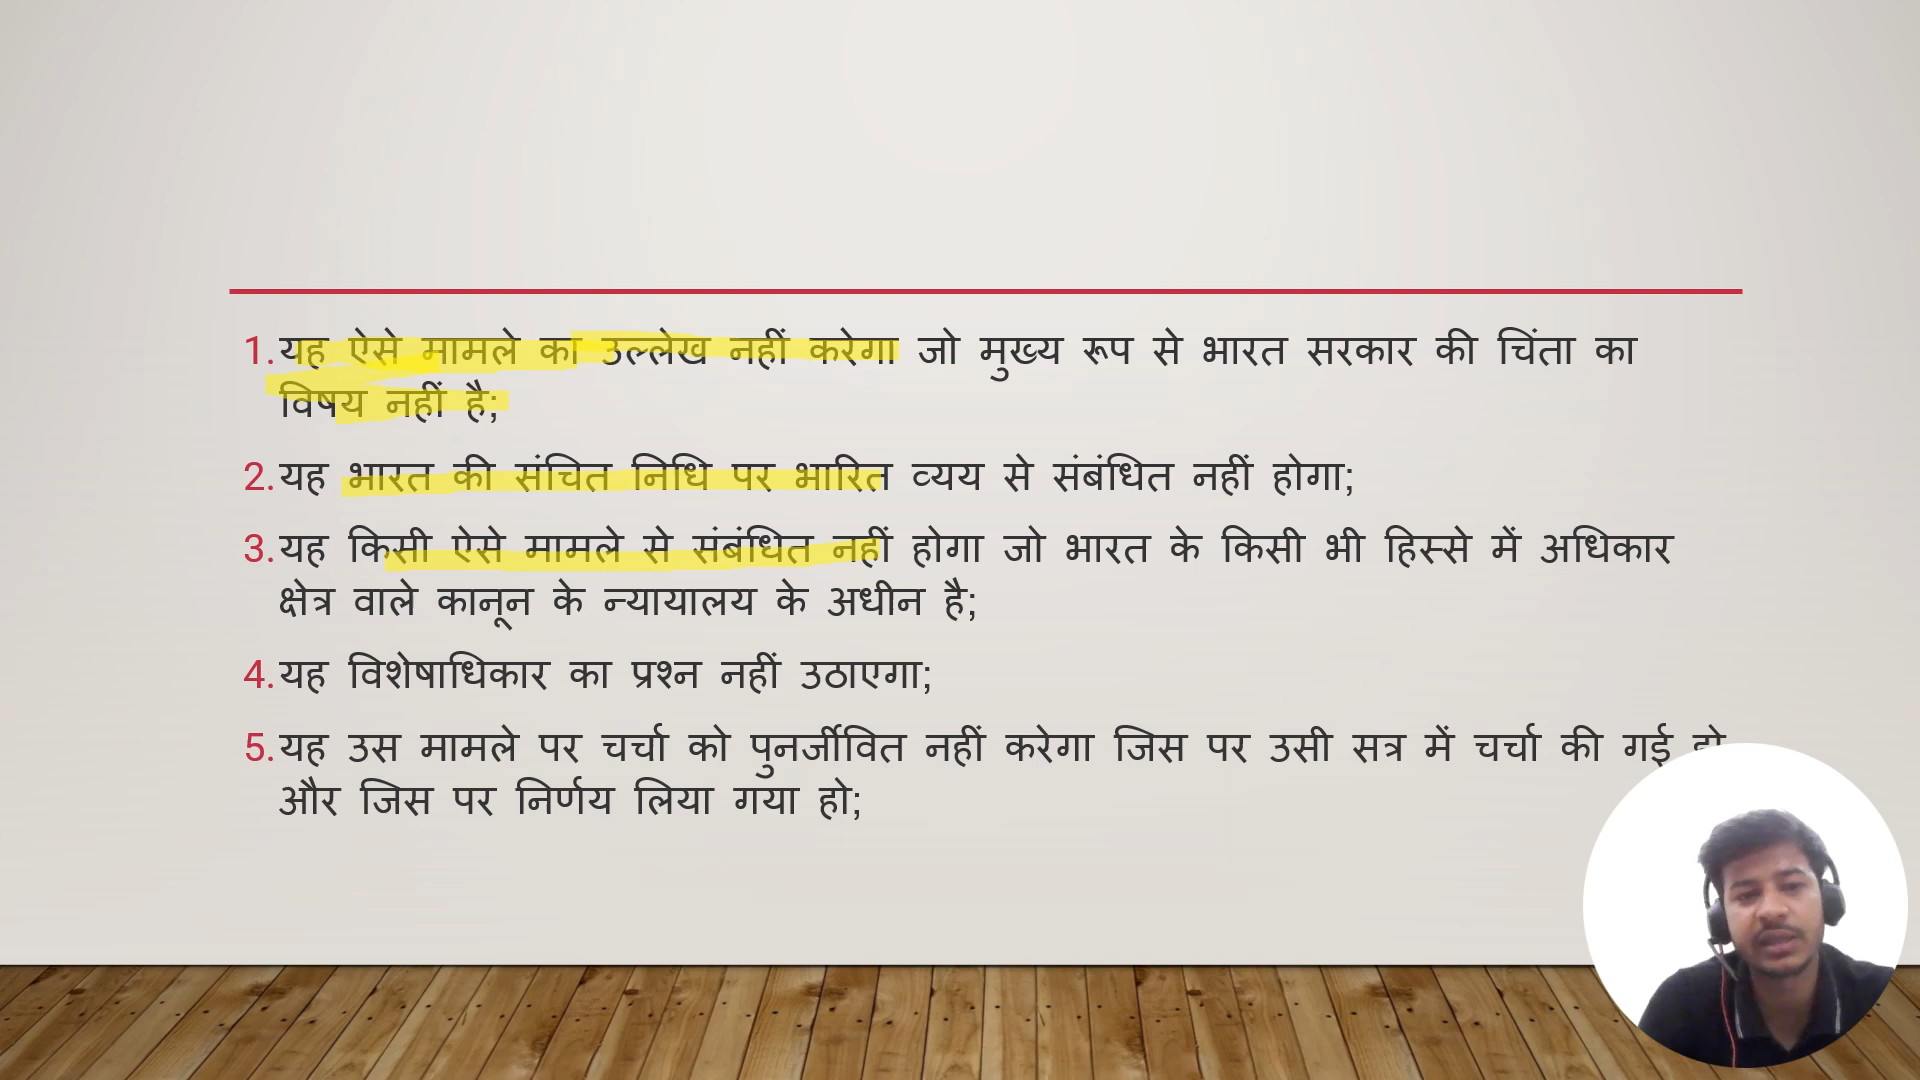 1. यह ऐसे मामले का उल्लेख नहीं करेगा जो मुख्य रूप से भारत सरकार की चिंता का
विषय नहीं है;
2. यह भारत की संचित निधि पर भारित व्यय से संबंधित नहीं होगा;
3. यह किसी ऐसे मामले से संबंधित नहीं होगा जो भारत के किसी भी हिस्से में अधिकार
क्षेत्र वाले कानून के न्यायालय के अधीन है;
4. यह विशेषाधिकार का प्रश्न नहीं उठाएगा;
5. यह उस मामले पर चर्चा को पुनर्जीवित नहीं करेगा जिस पर उसी सत्र में चर्चा की गई हो
और जिस पर निर्णय लिया गया हो;